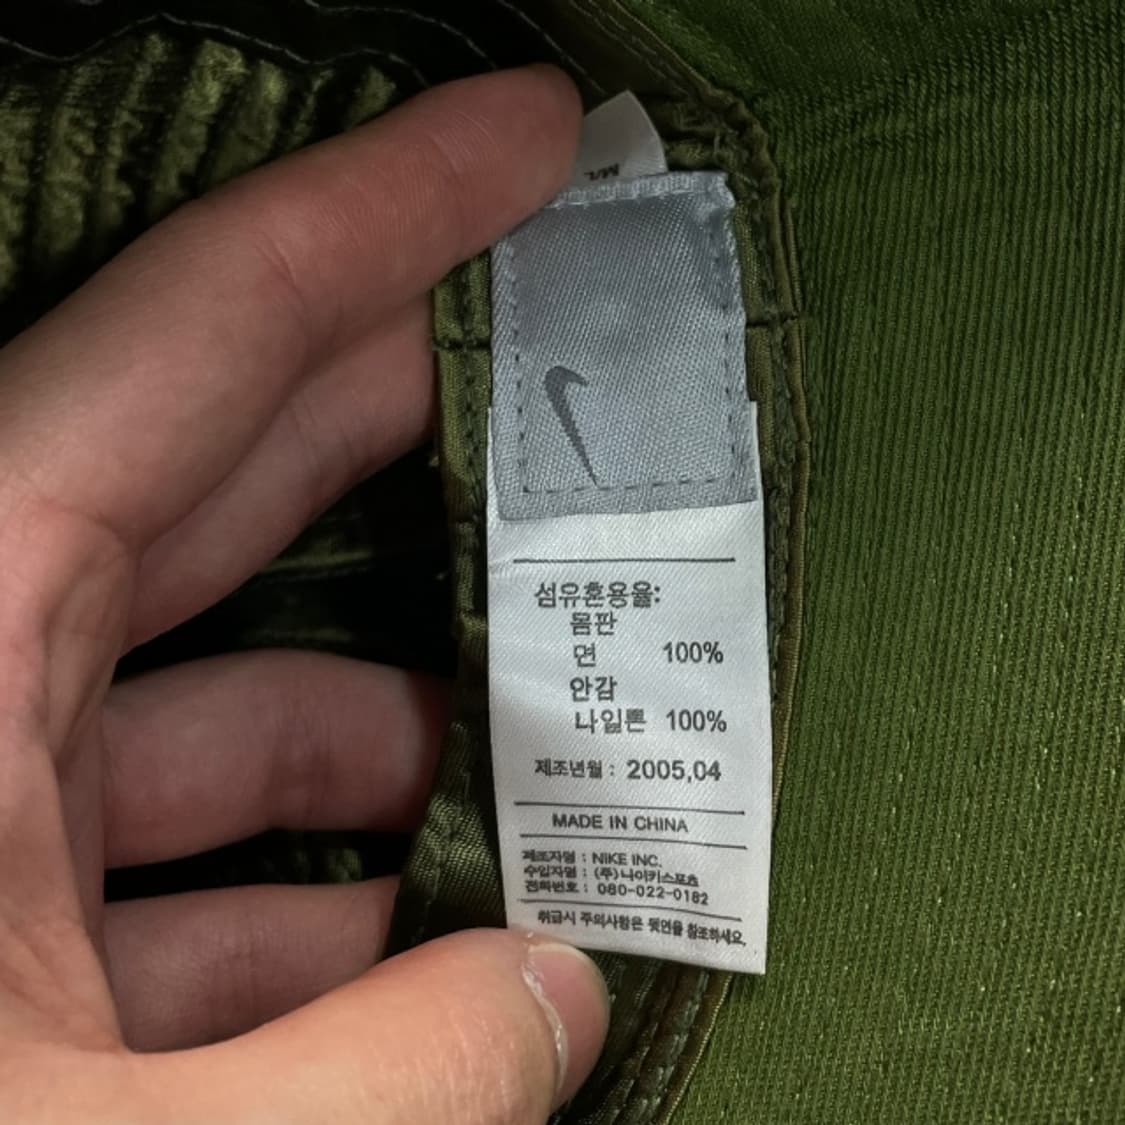 M/L
섬유혼용율:
몸판
면 100%
안감
나일론 100%
제조년월 : 2005,04
MADE IN CHINA
제조자명 : NIKE INC.
수입자명 : (주)나이키스포츠
전화번호 : 080-022-0182
취급시 주의사항은 뒷면을 참조하세요.